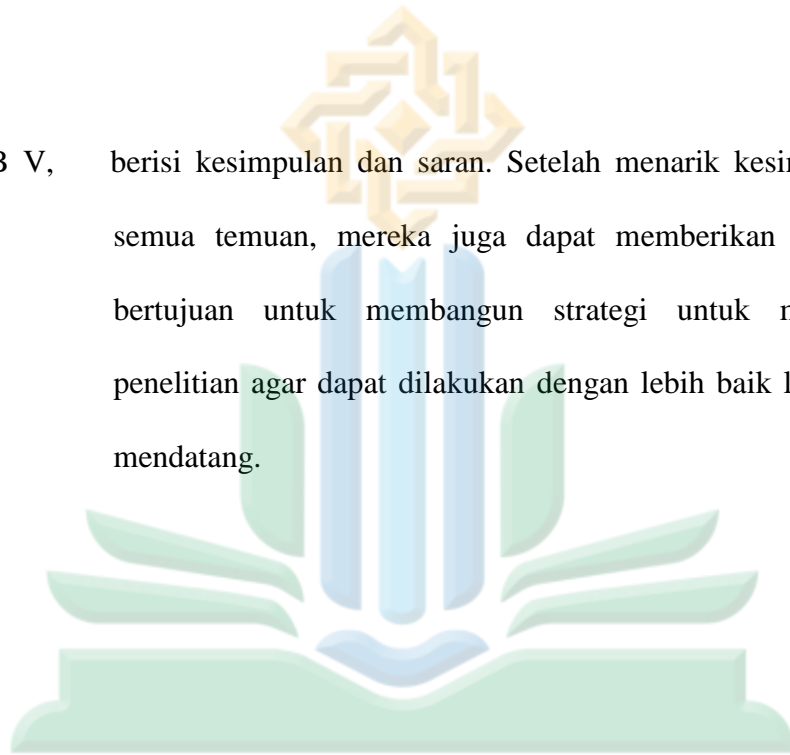 V, berisi kesimpulan dan saran. Setelah menarik
semua temuan, mereka juga dapat memberikan
bertujuan untuk membangun strategi untuk
penelitian agar dapat dilakukan dengan lebih baik
mendatang.